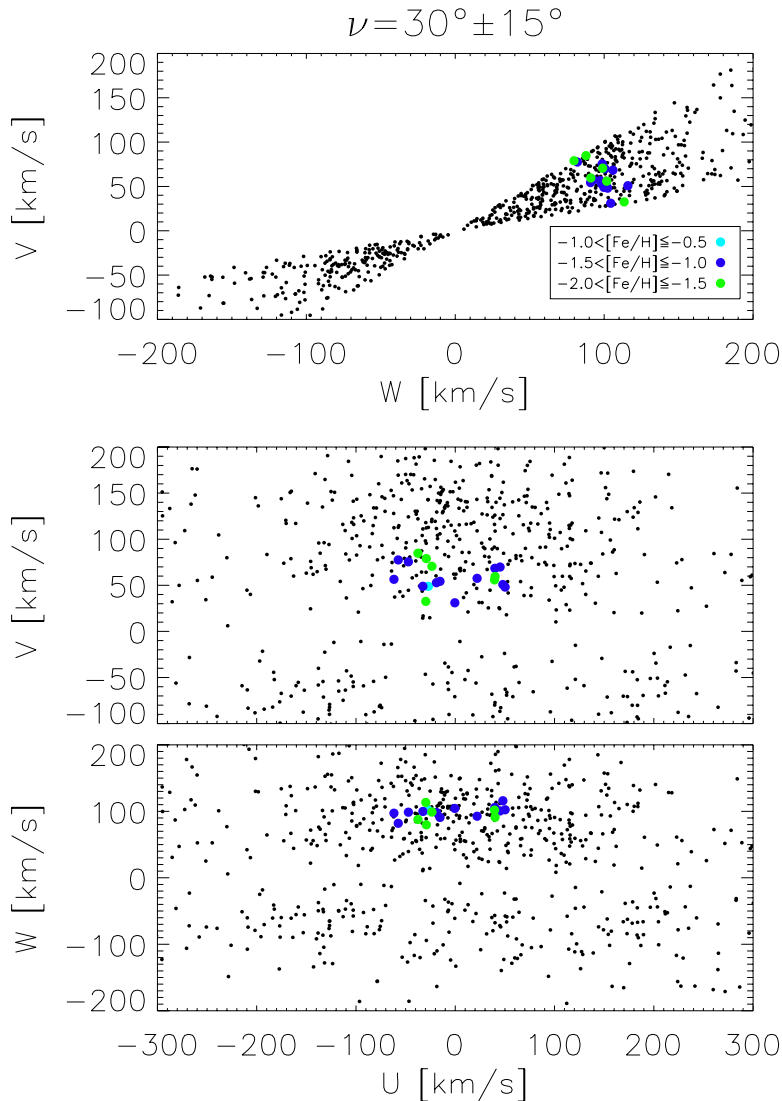 ν=30°±15°
200
150
100
50
0
−50
−100
V [km/s]
−1.0<[Fe/H]≦−0.5
−1.5<[Fe/H]≦−1.0
−2.0<[Fe/H]≦−1.5
−200 −100 0 100 200
W [km/s]
200
150
100
50
0
−50
−100
V [km/s]
200
100
0
−100
−200
W [km/s]
−300 −200 −100 0 100 200 300
U [km/s]